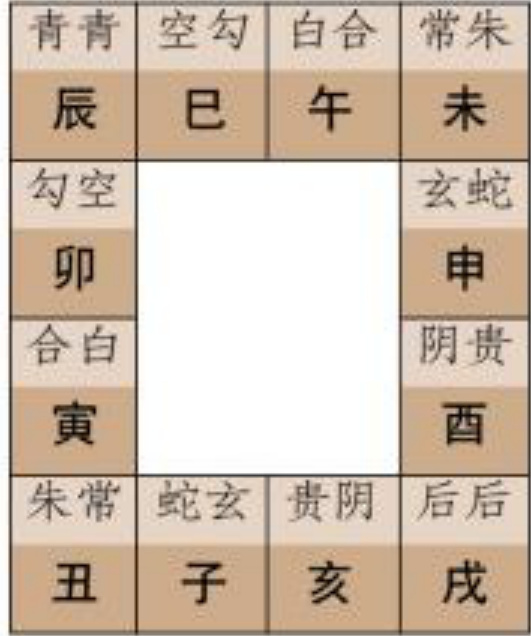 青青 空勾 白合 常朱
辰 巳 午 未
勾空 玄蛇
卯 申
合白 阴贵
寅 酉
朱常 蛇玄 贵阴 后后
丑 子 亥 戌